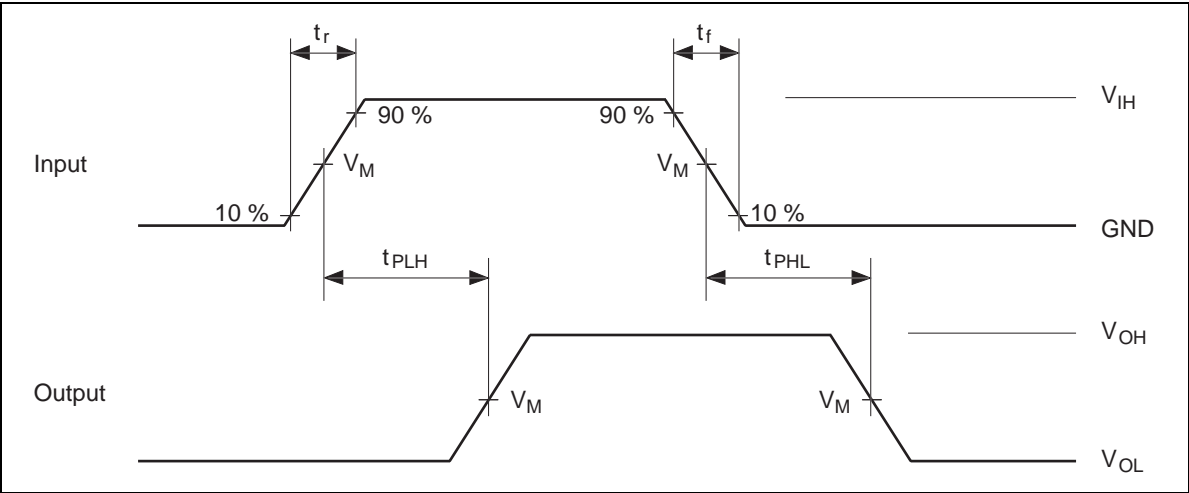 tr
tf
VIH
90 %
90 %
Input
VM
VM
10 %
10 %
GND
tPLH
tPHL
VOH
Output
VM
VM
VOL